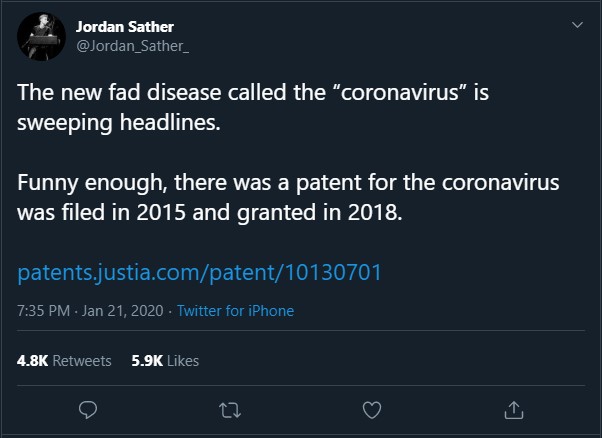 Jordan Sather
@Jordan_Sather_
The new fad disease called the “coronavirus” is
sweeping headlines.
Funny enough, there was a patent for the coronavirus
was filed in 2015 and granted in 2018.
patents.justia.com/patent/10130701
7:35 PM · Jan 21, 2020 · Twitter for iPhone
4.8K Retweets 5.9K Likes